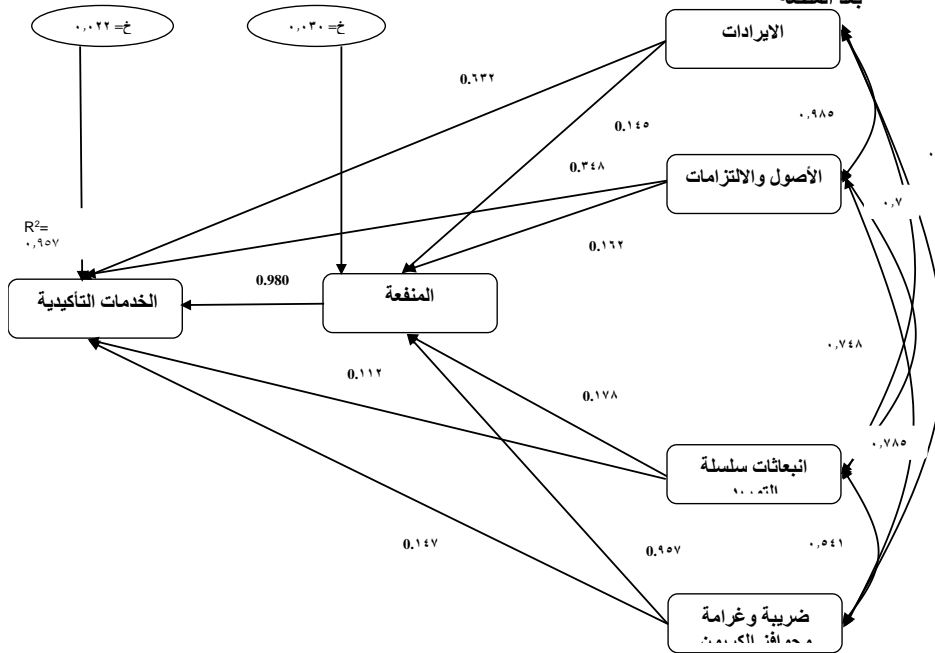 خ= ٠,٠٢٢
خ= ٠,٠٣٠
الايرادات
0.٦٣٢
0.١٤٥
٠,٩٨٥
0.٣٤٨
الأصول والالتزامات
٠,٧
R²=
٠,٩٥٧
0.١٦٢
الخدمات التأكيدية
0.980
المنفعة
٠,٧٤٨
0.١١٢
0.١٧٨
٠,٧٨٥
انبعاثات سلسلة
0.١٤٧
0.٩٥٧
٠,٥٤١
ضريبة وغرامة